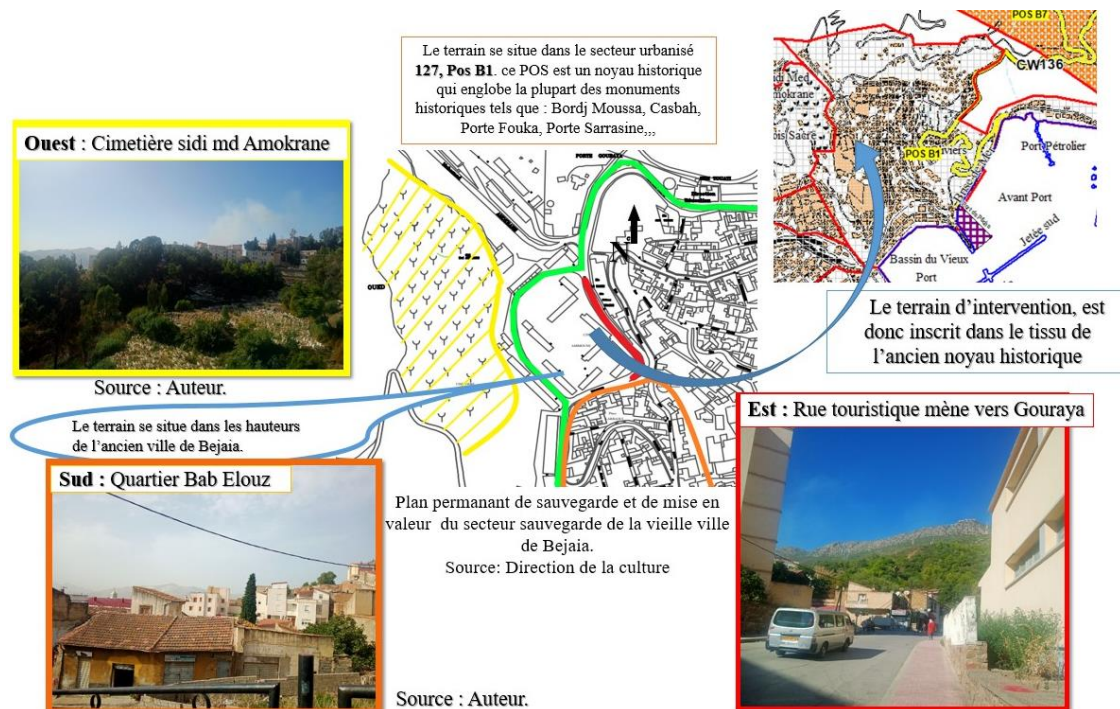 Le terrain se situe dans le secteur urbanisé
127, Pos B1. ce POS est un noyau historique
qui englobe la plupart des monuments
historiques tels que : Bordj Moussa, Casbah,
Porte Fouka, Porte Sarrasine,,,
POS B7
CW136
POS B1
Port Pétrolier
Avant Port
Jetée sud
Bassin du Vieux
Port
Ouest : Cimetière sidi md Amokrane
Source : Auteur.
OUED
Le terrain d’intervention, est
donc inscrit dans le tissu de
l’ancien noyau historique
Le terrain se situe dans les hauteurs
de l’ancien ville de Bejaia.
Sud : Quartier Bab Elouz
Est : Rue touristique mène vers Gouraya
Plan permanant de sauvegarde et de mise en
valeur du secteur sauvegarde de la vieille ville
de Bejaia.
Source: Direction de la culture
Source : Auteur.